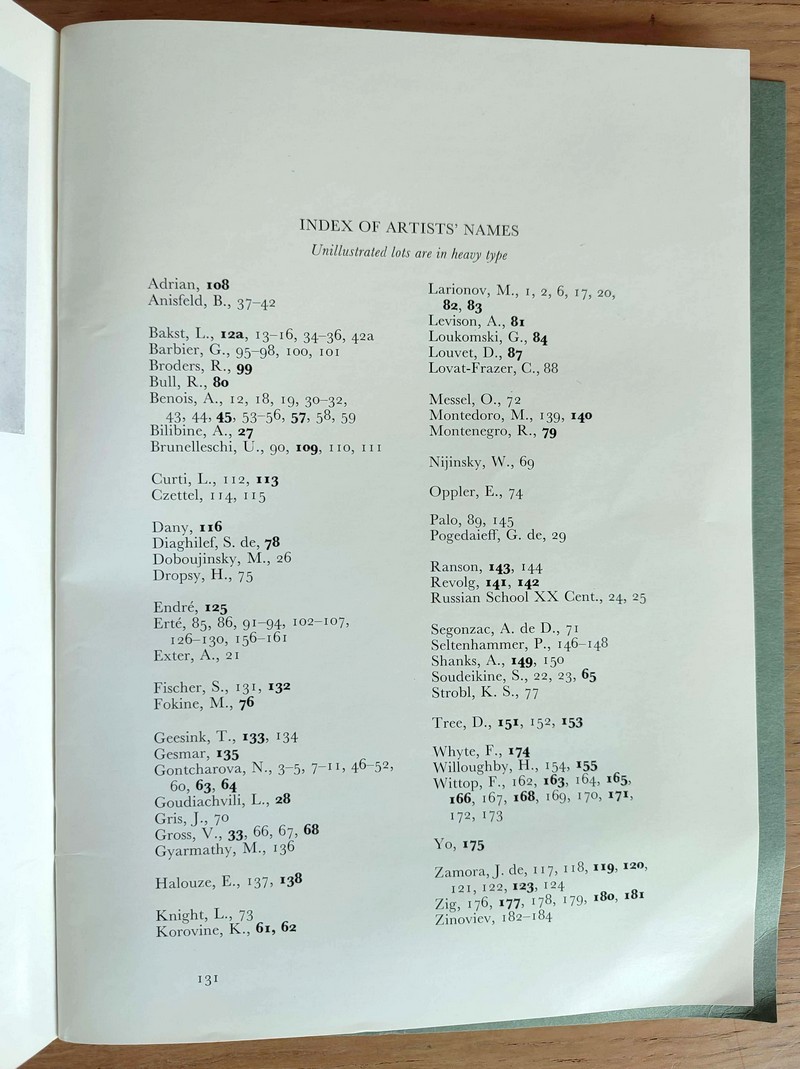 INDEX OF ARTISTS' NAMES
Unillustrated lots are in heavy type
Adrian, 108
Anisfeld, B., 37–42
Bakst, L., 12a, 13–16, 34–36, 42a
Barbier, G., 95–98, 100, 101
Broders, R., 99
Bull, R., 80
Benois, A., 12, 18, 19, 30–32,
43, 44, 45, 53–56, 57, 58, 59
Bilibine, A., 27
Brunelleschi, U., 90, 109, 110, 111
Curti, L., 112, 113
Czettel, 114, 115
Dany, 116
Diaghilef, S. de, 78
Doboujinsky, M., 26
Dropsy, H., 75
Endré, 125
Erté, 85, 86, 91–94, 102–107,
126–130, 156–161
Exter, A., 21
Fischer, S., 131, 132
Fokine, M., 76
Geesink, T., 133, 134
Gesmar, 135
Gontcharova, N., 3–5, 7–11, 46–52,
60, 63, 64
Goudiachvili, L., 28
Gris, J., 70
Gross, V., 33, 66, 67, 68
Gyarmathy, M., 136
Halouze, E., 137, 138
Knight, L., 73
Korovine, K., 61, 62
Larionov, M., 1, 2, 6, 17, 20,
82, 83
Levison, A., 81
Loukomski, G., 84
Louvet, D., 87
Lovat-Frazer, C., 88
Messel, O., 72
Montedoro, M., 139, 140
Montenegro, R., 79
Nijinsky, W., 69
Oppler, E., 74
Palo, 89, 145
Pogedaieff, G. de, 29
Ranson, 143, 144
Revolg, 141, 142
Russian School XX Cent., 24, 25
Segonzac, A. de D., 71
Seltenhammer, P., 146–148
Shanks, A., 149, 150
Soudeikine, S., 22, 23, 65
Strobl, K. S., 77
Tree, D., 151, 152, 153
Whyte, F., 174
Willoughby, H., 154, 155
Wittop, F., 162, 163, 164, 165,
166, 167, 168, 169, 170, 171,
172, 173
Yo, 175
Zamora, J. de, 117, 118, 119, 120,
121, 122, 123, 124
Zig, 176, 177, 178, 179, 180, 181
Zinoviev, 182–184
131